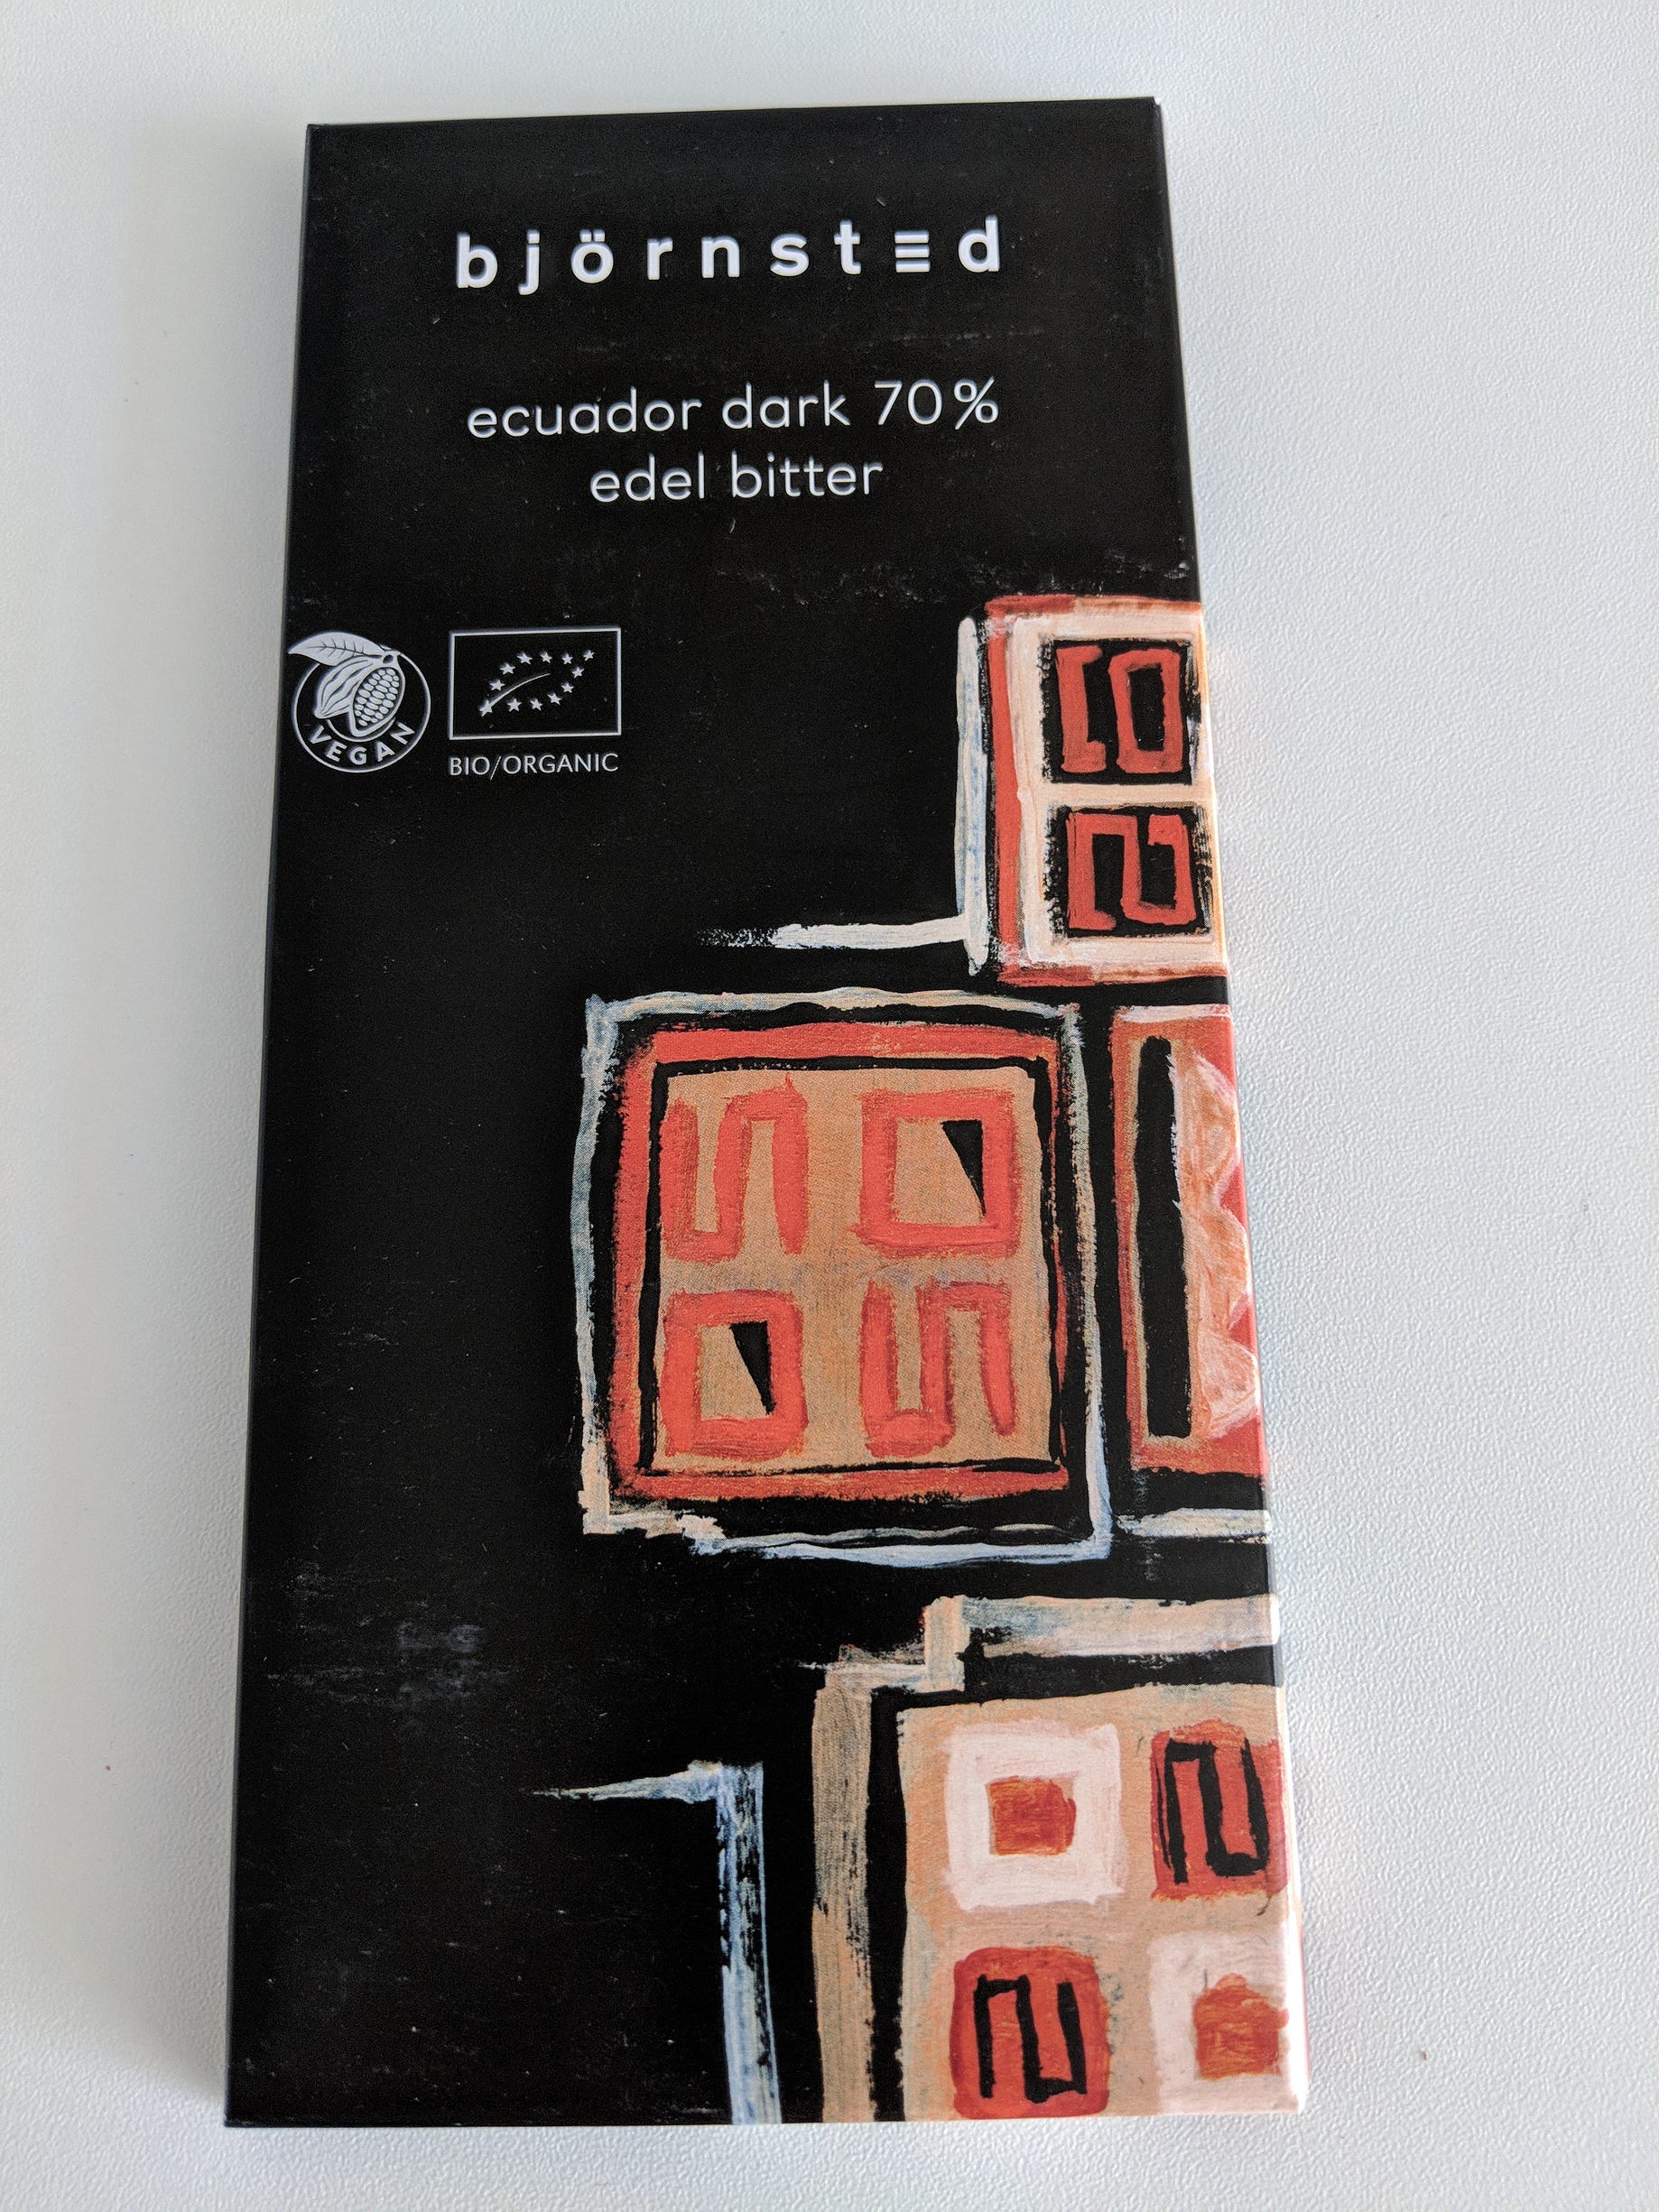 björnsted
ecuador dark 70%
edel bitter
VEGAN
BIO/ORGANIC